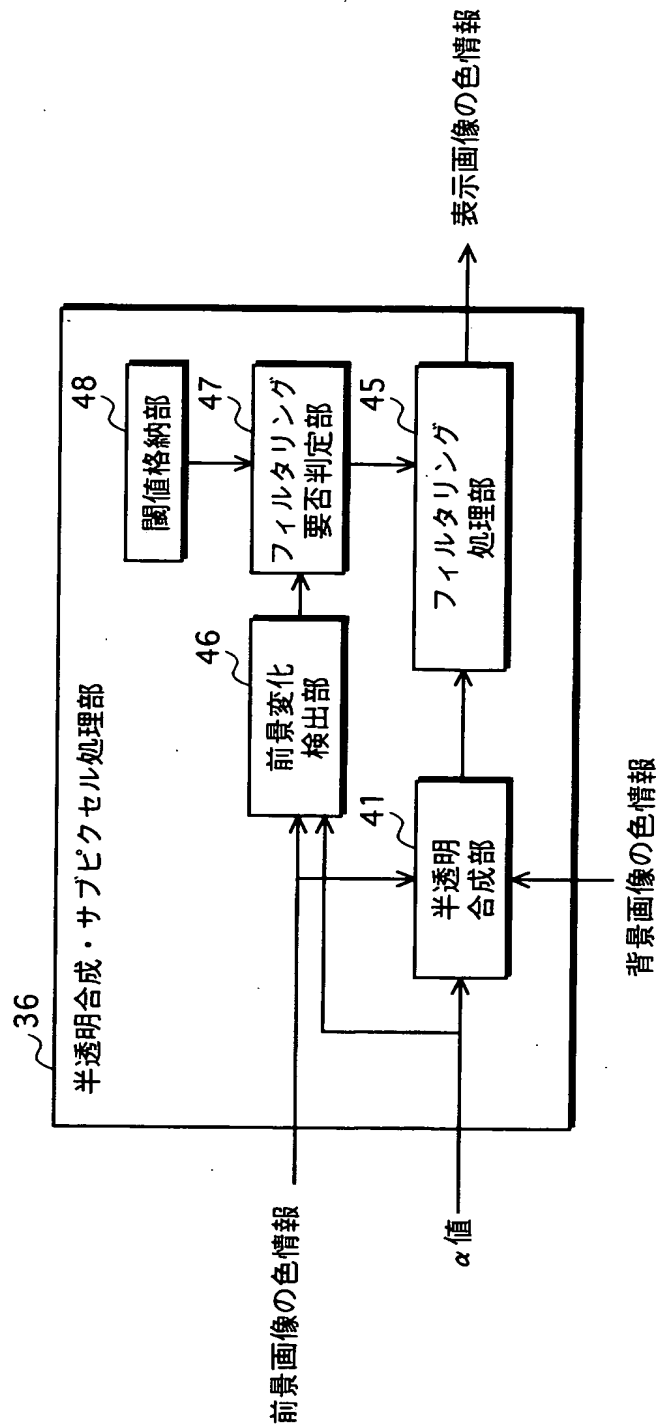 36
半透明合成・サブピクセル処理部
48
閾値格納部
47
フィルタリング
要否判定部
46
前景変化
検出部
45
フィルタリング
処理部
41
半透明
合成部
前景画像の色情報
α値
背景画像の色情報
表示画像の色情報